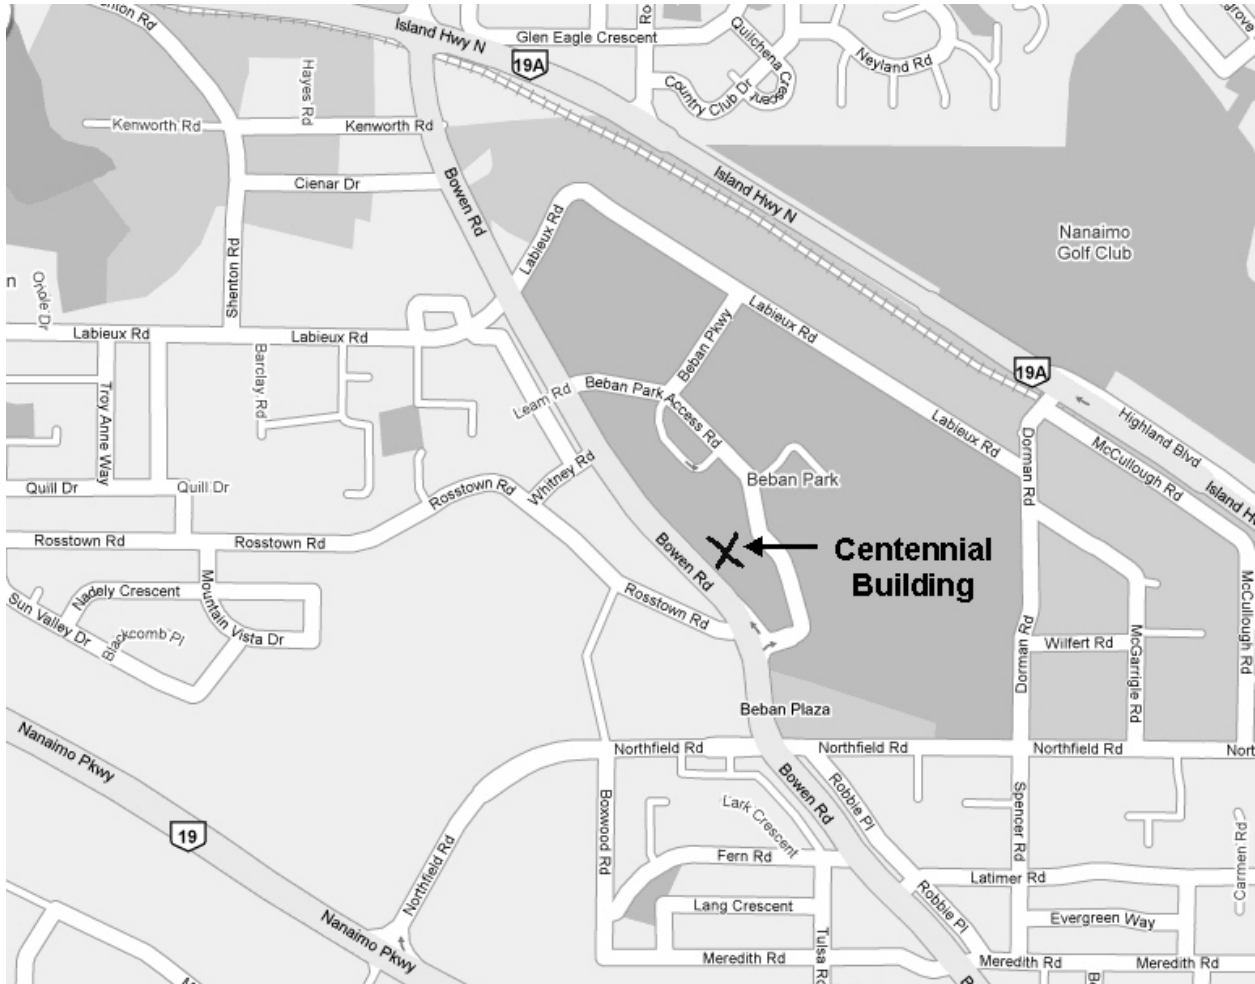 Island Hwy N
19A
Glen Eagle Crescent
Quilchena Crescent
Neyland Rd
Country Club Dr
Hayes Rd
Kenworth Rd
Kenworth Rd
Cienar Dr
Bowen Rd
Island Hwy N
Nanaimo
Golf Club
Labieux Rd
Shenton Rd
Oriole Dr
Labieux Rd
Labieux Rd
Labieux Rd
Beban Pkwy
Barclay Rd
Troy Anne Way
Leam Rd
Beban Park Access Rd
19A
Highland Blvd
Labieux Rd
Dorman Rd
McCullough Rd
Whitney Rd
Beban Park
Quill Dr
Quill Dr
Rosstown Rd
Rosstown Rd
Rosstown Rd
Bowen Rd
Centennial
Building
Nadely Crescent
Mountain Vista Dr
Sun Valley Dr
Blackcomb Pl
Rosstown Rd
McCullough Rd
Wilfert Rd
Dorman Rd
McGarrigle Rd
Beban Plaza
Northfield Rd
Northfield Rd
Northfield Rd
Nanaimo Pkwy
19
Bowen Rd
Robbie Pl
Spencer Rd
Boxwood Rd
Lark Crescent
Carmen Rd
Northfield Rd
Fern Rd
Latimer Rd
Robbie Pl
Lang Crescent
Evergreen Way
Nanaimo Pkwy
Tulsa Rd
Meredith Rd
Meredith Rd
Meredith Rd